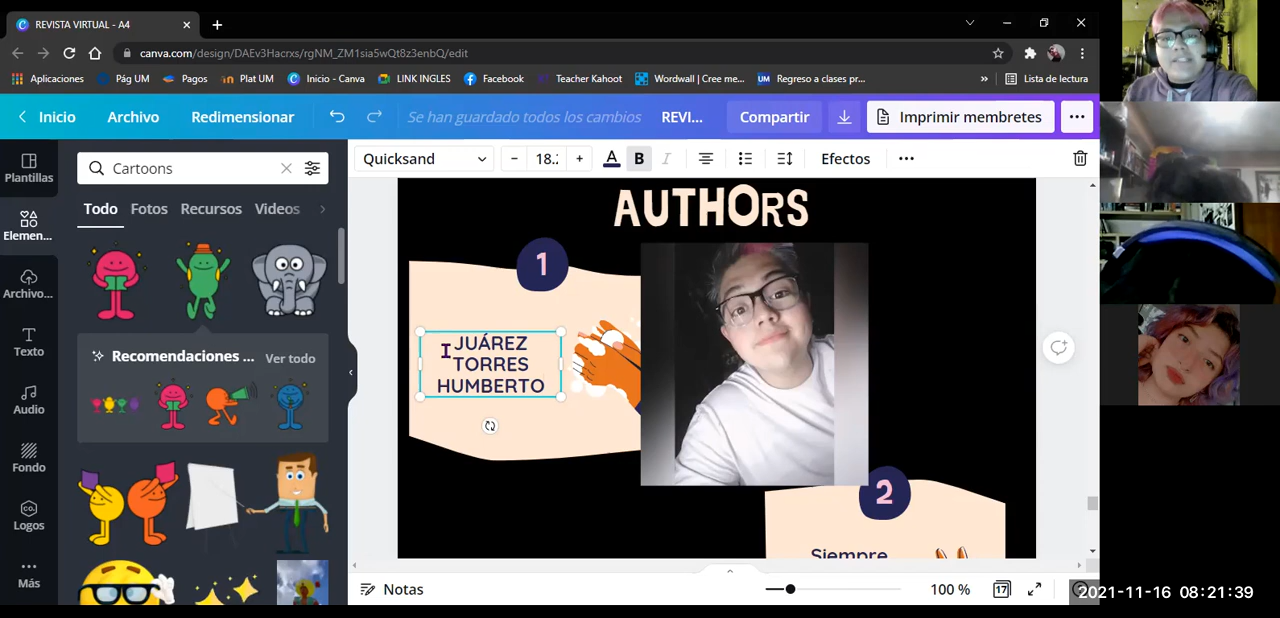 REVISTA VIRTUAL - A4
canva.com/design/DAEv3Hacrxs/rgNM_ZM1sia5wQt8z3enbQ/edit
Aplicaciones
Pág UM
Pagos
Plat UM
Inicio - Canva
LINK INGLES
Facebook
Teacher Kahoot
Wordwall | Cree me...
UM
Regreso a clases pr...
»
Lista de lectura
Inicio
Archivo
Redimensionar
Se han guardado todos los cambios
REVI...
Compartir
Imprimir membretes
Plantillas
Elemen...
Archivo...
Texto
Audio
Fondo
Logos
Más
Cartoons
Todo
Fotos
Recursos
Videos
Recomendaciones ...
Ver todo
Quicksand
– 18.: +
A
B
I
Efectos
AUTHORS
1
JUÁREZ
TORRES
HUMBERTO
2
Siempre
Notas
100 %
17
2021-11-16 08:21:39